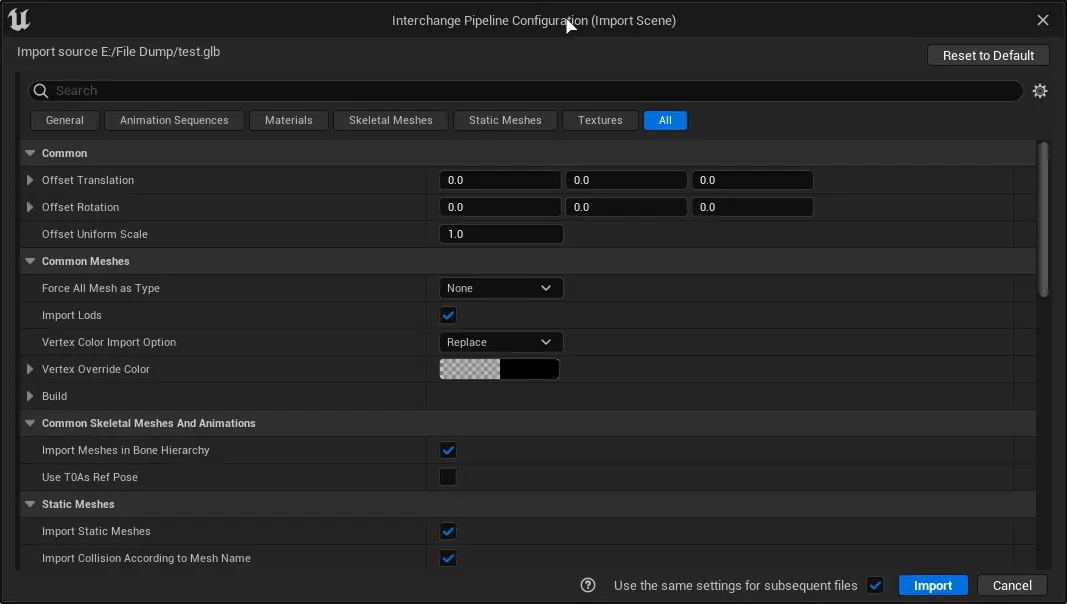 Interchange Pipeline Configuration (Import Scene)
Import source E:/File Dump/test.glb
Reset to Default
Search
General Animation Sequences Materials Skeletal Meshes Static Meshes Textures All
Common
Offset Translation 0.0 0.0 0.0
Offset Rotation 0.0 0.0 0.0
Offset Uniform Scale 1.0
Common Meshes
Force All Mesh as Type None
Import Lods
Vertex Color Import Option Replace
Vertex Override Color
Build
Common Skeletal Meshes And Animations
Import Meshes in Bone Hierarchy
Use T0As Ref Pose
Static Meshes
Import Static Meshes
Import Collision According to Mesh Name
Use the same settings for subsequent files Import Cancel